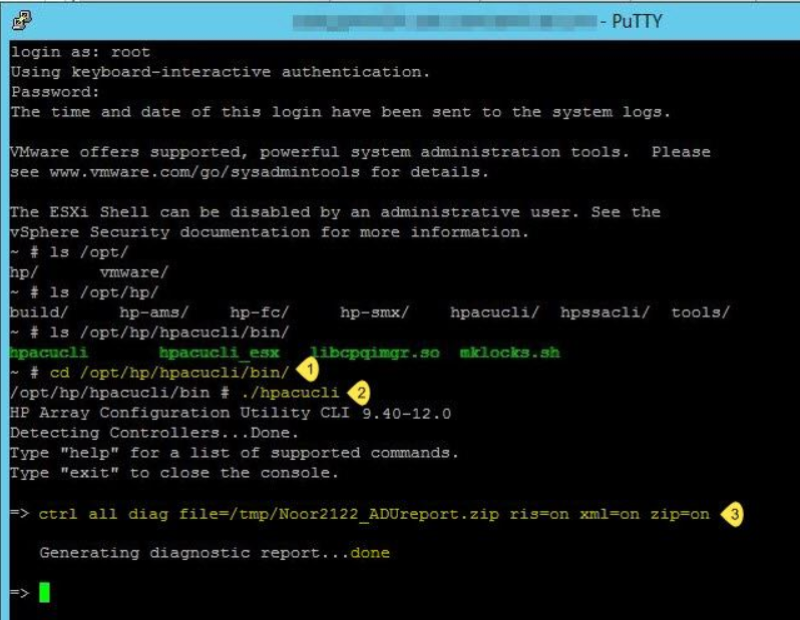 - PuTTY
login as: root
Using keyboard-interactive authentication.
Password:
The time and date of this login have been sent to the system logs.
VMware offers supported, powerful system administration tools.  Please
see www.vmware.com/go/sysadmintools for details.
The ESXi Shell can be disabled by an administrative user. See the
vSphere Security documentation for more information.
~ # ls /opt/
hp/      vmware/
~ # ls /opt/hp/
build/     hp-ams/    hp-fc/     hp-smx/    hpacucli/  hpssacli/  tools/
~ # ls /opt/hp/hpacucli/bin/
hpacucli       hpacucli_esx   libcpqimgr.so  mklocks.sh
~ # cd /opt/hp/hpacucli/bin/ 1
/opt/hp/hpacucli/bin # ./hpacucli 2
HP Array Configuration Utility CLI 9.40-12.0
Detecting Controllers...Done.
Type "help" for a list of supported commands.
Type "exit" to close the console.
=> ctrl all diag file=/tmp/Noor2122_ADUreport.zip ris=on xml=on zip=on 3
Generating diagnostic report...done
=>